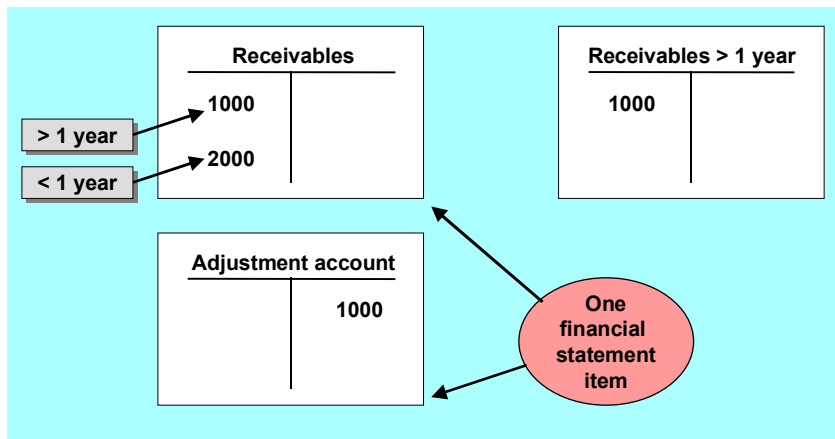 Receivables
1000
2000
> 1 year
< 1 year
Receivables > 1 year
1000
Adjustment account
1000
One
financial
statement
item